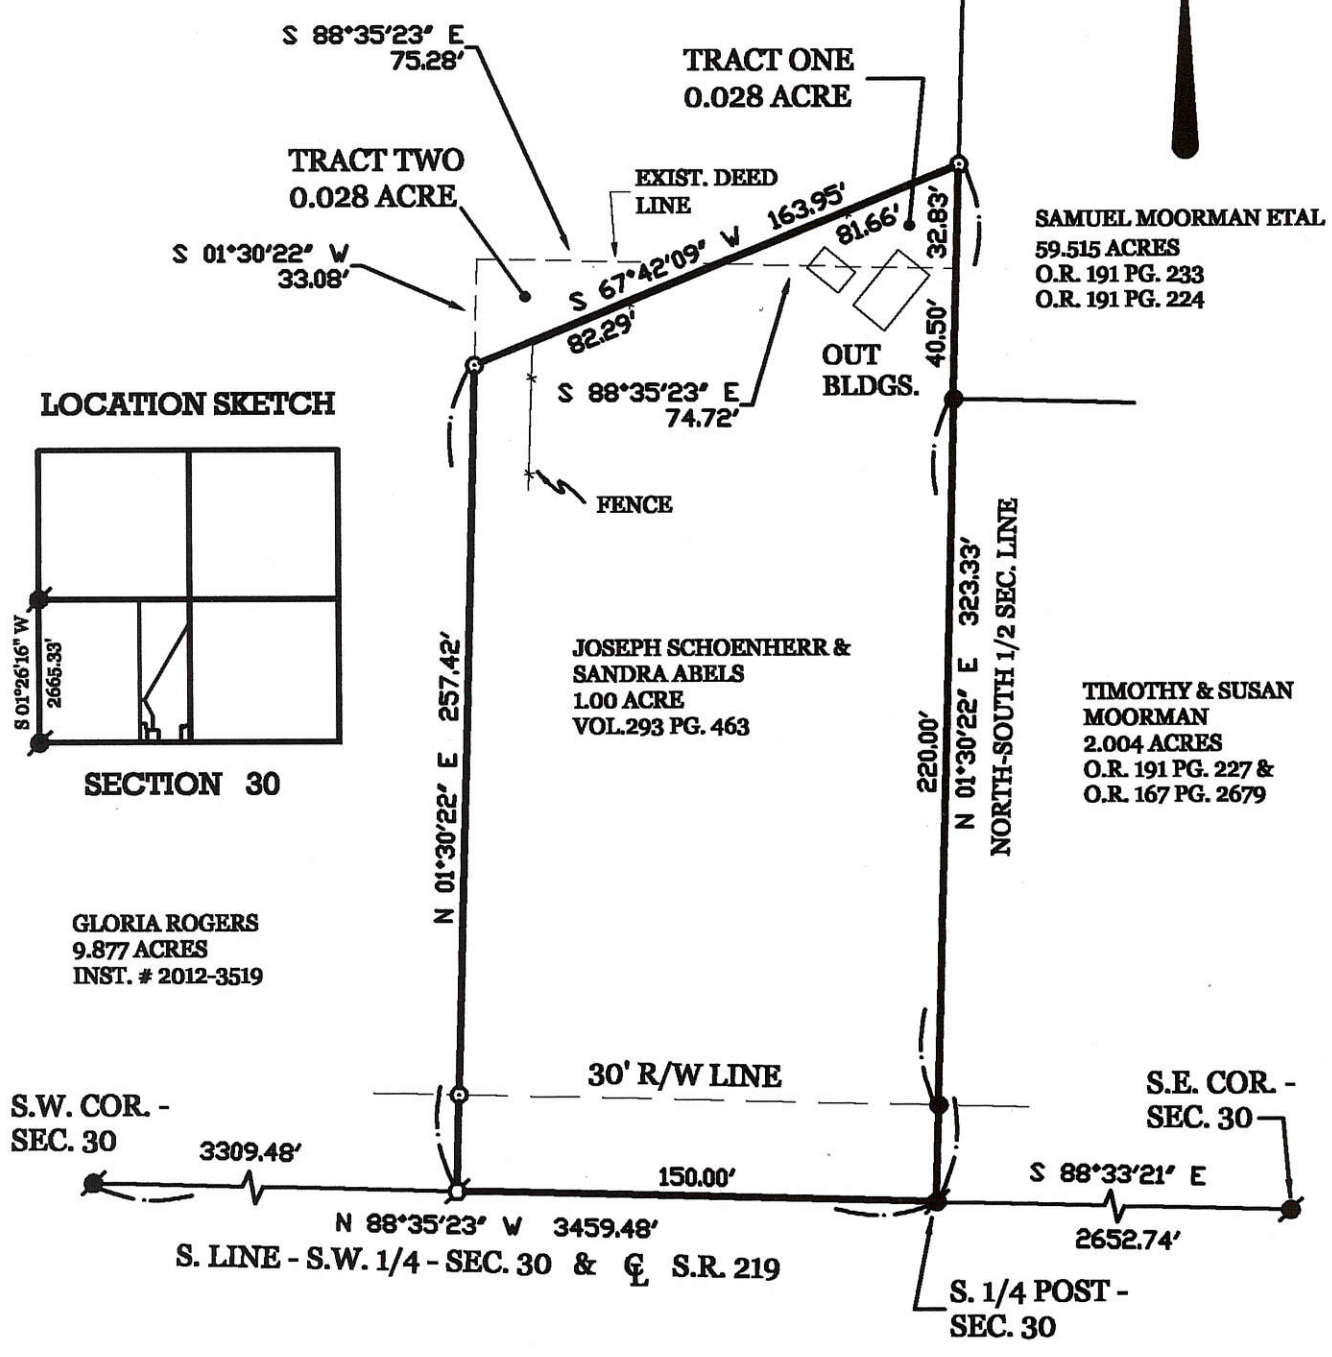 S 88°35'23" E
75.28'
TRACT ONE
0.028 ACRE
TRACT TWO
0.028 ACRE
EXIST. DEED
LINE
S 67°42'09" W 163.95'
81.66'
82.29'
32.83'
SAMUEL MOORMAN ETAL
59.515 ACRES
O.R. 191 PG. 233
O.R. 191 PG. 224
S 01°30'22" W
33.08'
40.50'
OUT
BLDGS.
S 88°35'23" E
74.72'
LOCATION SKETCH
FENCE
S 01°26'16" W
2665.33'
SECTION 30
N 01°30'22" E 257.42'
JOSEPH SCHOENHERR &
SANDRA ABELS
1.00 ACRE
VOL.293 PG. 463
220.00'
N 01°30'22" E 323.33'
NORTH-SOUTH 1/2 SEC. LINE
TIMOTHY & SUSAN
MOORMAN
2.004 ACRES
O.R. 191 PG. 227 &
O.R. 167 PG. 2679
GLORIA ROGERS
9.877 ACRES
INST. # 2012-3519
30' R/W LINE
S.W. COR. -
SEC. 30
S.E. COR. -
SEC. 30
3309.48'
150.00'
S 88°33'21" E
2652.74'
N 88°35'23" W 3459.48'
S. LINE - S.W. 1/4 - SEC. 30 & ℄ S.R. 219
S. 1/4 POST -
SEC. 30